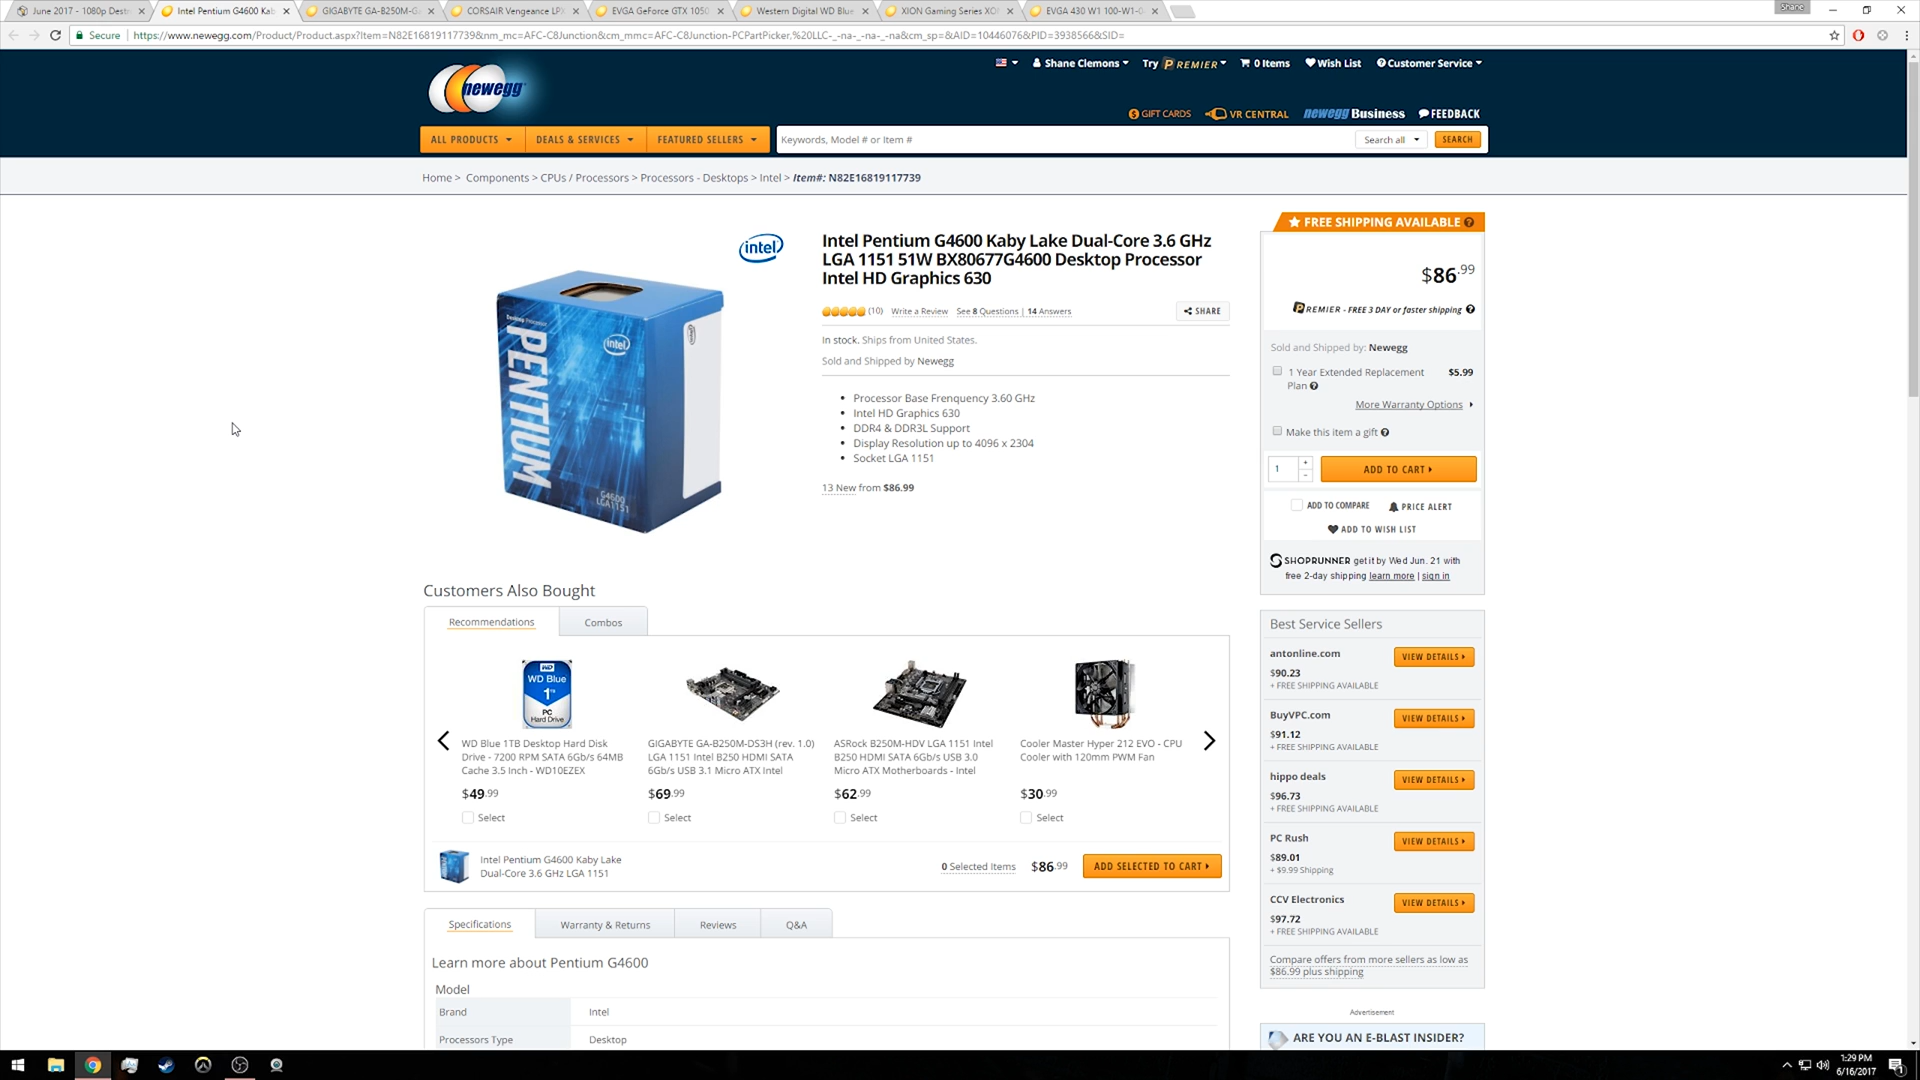 June 2017 - 1080p Dest
Intel Pentium G4600 Kab
GIGABYTE GA-B250M-G
CORSAIR Vengeance LPX
EVGA GeForce GTX 1050
Western Digital WD Blue
XION Gaming Series XON
EVGA 430 W1 100-W1-0
Shane
Secure
https://www.newegg.com/Product/Product.aspx?Item=N82E16819117739&nm_mc=AFC-C8Junction&cm_mmc=AFC-C8Junction-PCPartPicker,%20LLC-_-na-_-na-_-na&cm_sp=&AID=10446076&PID=3938566&SID=
newegg
Shane Clemons
Try PREMIER
0 Items
Wish List
Customer Service
GIFT CARDS
VR CENTRAL
newegg Business
FEEDBACK
ALL PRODUCTS
DEALS & SERVICES
FEATURED SELLERS
Keywords, Model # or Item #
Search all
SEARCH
Home > Components > CPUs / Processors > Processors - Desktops > Intel > Item#: N82E16819117739
intel
Desktop Processor
PENTIUM
intel
G4600
LGA1151
Intel Pentium G4600 Kaby Lake Dual-Core 3.6 GHz
LGA 1151 51W BX80677G4600 Desktop Processor
Intel HD Graphics 630
(10) Write a Review See 8 Questions | 14 Answers
SHARE
In stock. Ships from United States.
Sold and Shipped by Newegg
• Processor Base Frenquency 3.60 GHz
• Intel HD Graphics 630
• DDR4 & DDR3L Support
• Display Resolution up to 4096 x 2304
• Socket LGA 1151
13 New from $86.99
FREE SHIPPING AVAILABLE
$86.99
PREMIER - FREE 3 DAY or faster shipping
Sold and Shipped by: Newegg
1 Year Extended Replacement Plan
$5.99
More Warranty Options
Make this item a gift
1
ADD TO CART
ADD TO COMPARE
PRICE ALERT
ADD TO WISH LIST
SHOPRUNNER get it by Wed Jun. 21 with
free 2-day shipping learn more | sign in
Customers Also Bought
Recommendations
Combos
WD
WD Blue
1TB
PC
Hard Drive
WD Blue 1TB Desktop Hard Disk
Drive - 7200 RPM SATA 6Gb/s 64MB
Cache 3.5 Inch - WD10EZEX
$49.99
Select
GIGABYTE GA-B250M-DS3H (rev. 1.0)
LGA 1151 Intel B250 HDMI SATA
6Gb/s USB 3.1 Micro ATX Intel
$69.99
Select
ASRock B250M-HDV LGA 1151 Intel
B250 HDMI SATA 6Gb/s USB 3.0
Micro ATX Motherboards - Intel
$62.99
Select
Cooler Master Hyper 212 EVO - CPU
Cooler with 120mm PWM Fan
$30.99
Select
Intel Pentium G4600 Kaby Lake
Dual-Core 3.6 GHz LGA 1151
0 Selected Items
$86.99
ADD SELECTED TO CART
Best Service Sellers
antonline.com
$90.23
+ FREE SHIPPING AVAILABLE
VIEW DETAILS
BuyVPC.com
$91.12
+ FREE SHIPPING AVAILABLE
VIEW DETAILS
hippo deals
$96.73
+ FREE SHIPPING AVAILABLE
VIEW DETAILS
PC Rush
$89.01
+ $9.99 Shipping
VIEW DETAILS
CCV Electronics
$97.72
+ FREE SHIPPING AVAILABLE
VIEW DETAILS
Compare offers from more sellers as low as
$86.99 plus shipping
Advertisement
ARE YOU AN E-BLAST INSIDER?
Specifications
Warranty & Returns
Reviews
Q&A
Learn more about Pentium G4600
Model
Brand
Intel
Processors Type
Desktop
1:29 PM
6/16/2017